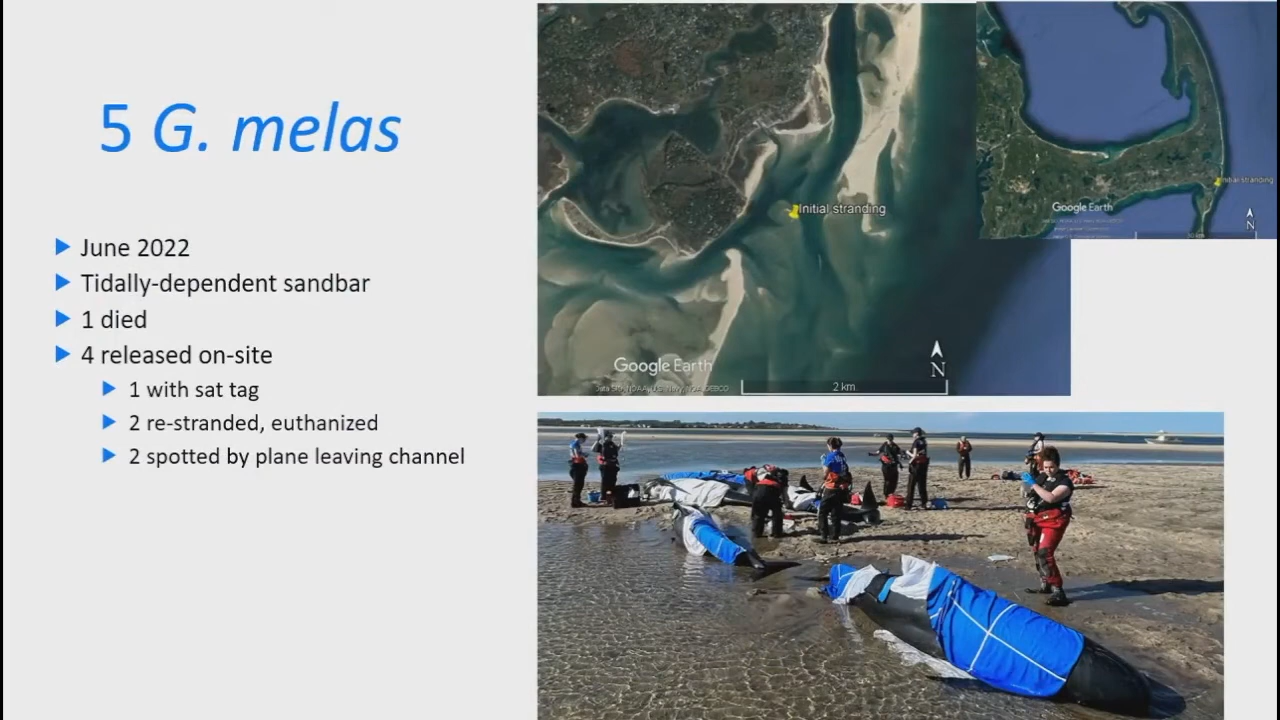 5 G. melas
June 2022
Tidally-dependent sandbar
1 died
4 released on-site
1 with sat tag
2 re-stranded, euthanized
2 spotted by plane leaving channel
Initial stranding
Google Earth
N
2 km
Initial stranding
Google Earth
N